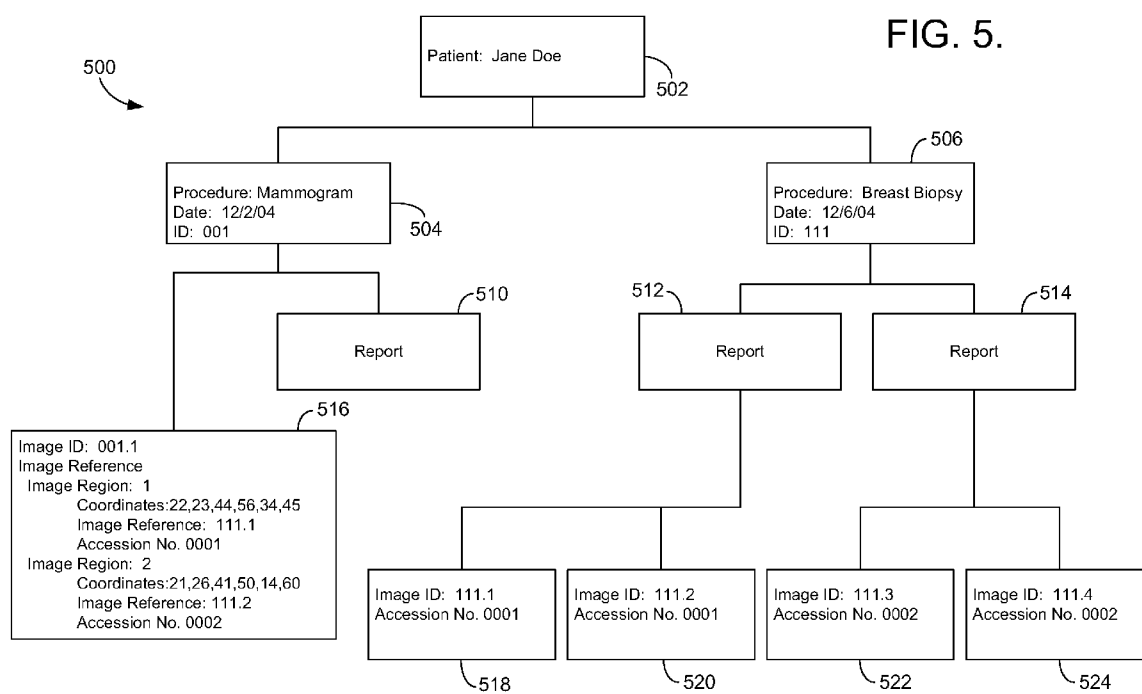 FIG. 5.
500
Patient: Jane Doe
502
506
Procedure: Mammogram
Date: 12/2/04
ID: 001
504
Procedure: Breast Biopsy
Date: 12/6/04
ID: 111
510
Report
512
Report
514
Report
516
Image ID: 001.1
Image Reference
Image Region: 1
Coordinates:22,23,44,56,34,45
Image Reference: 111.1
Accession No. 0001
Image Region: 2
Coordinates:21,26,41,50,14,60
Image Reference: 111.2
Accession No. 0002
Image ID: 111.1
Accession No. 0001
518
Image ID: 111.2
Accession No. 0001
520
Image ID: 111.3
Accession No. 0002
522
Image ID: 111.4
Accession No. 0002
524